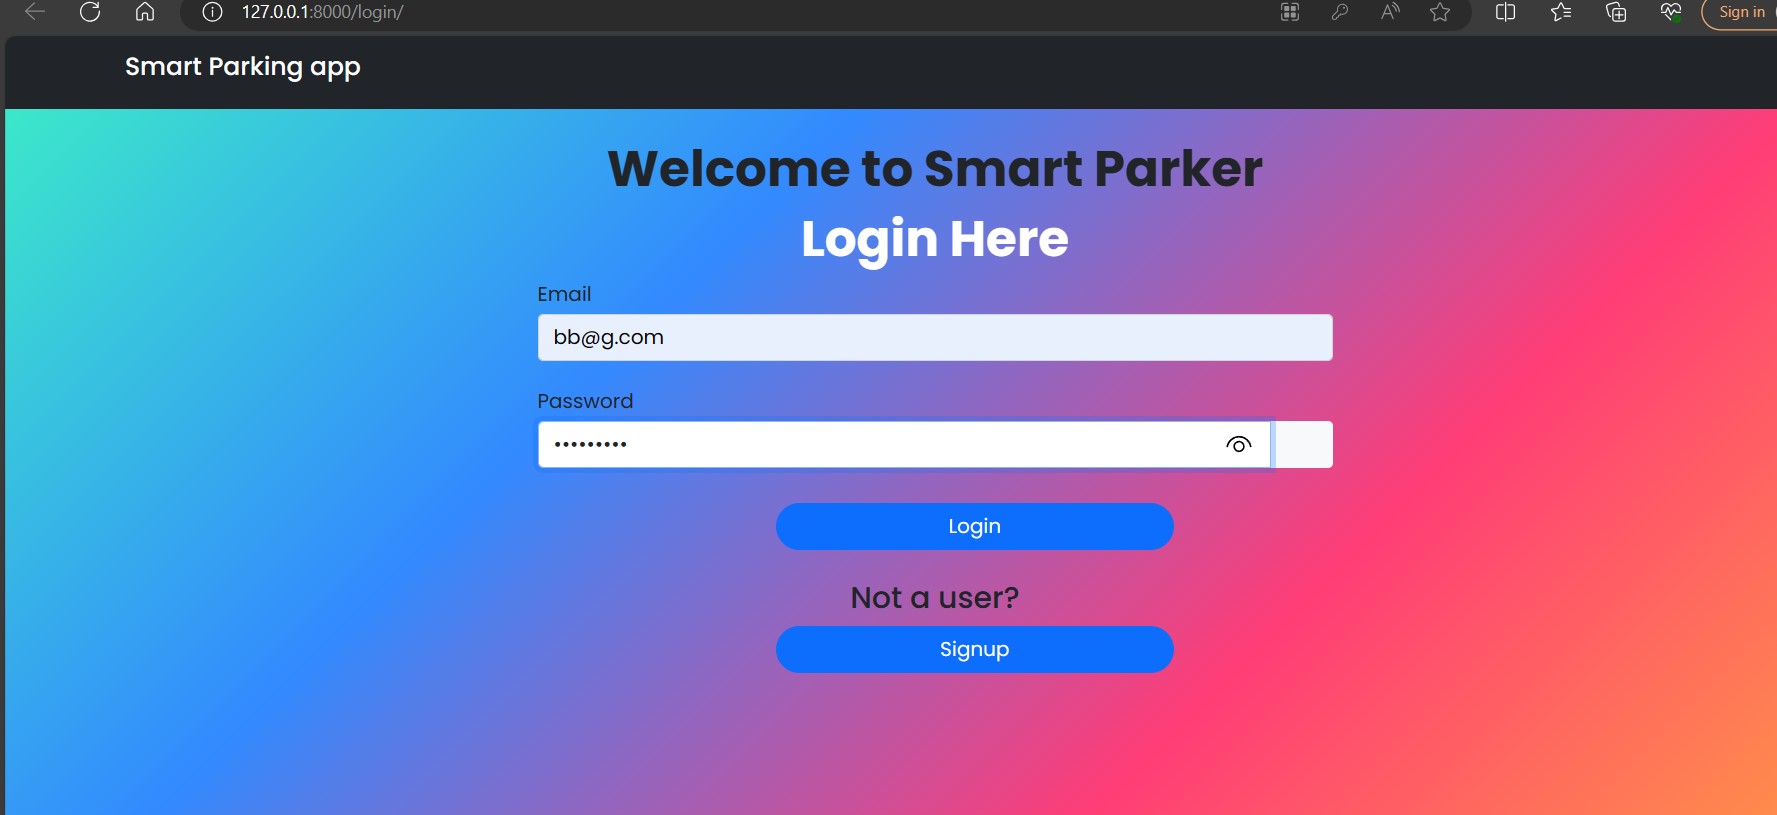 127.0.0.1:8000/login/
Sign in
Smart Parking app
Welcome to Smart Parker
Login Here
Email
bb@g.com
Password
•••••••••
Login
Not a user?
Signup